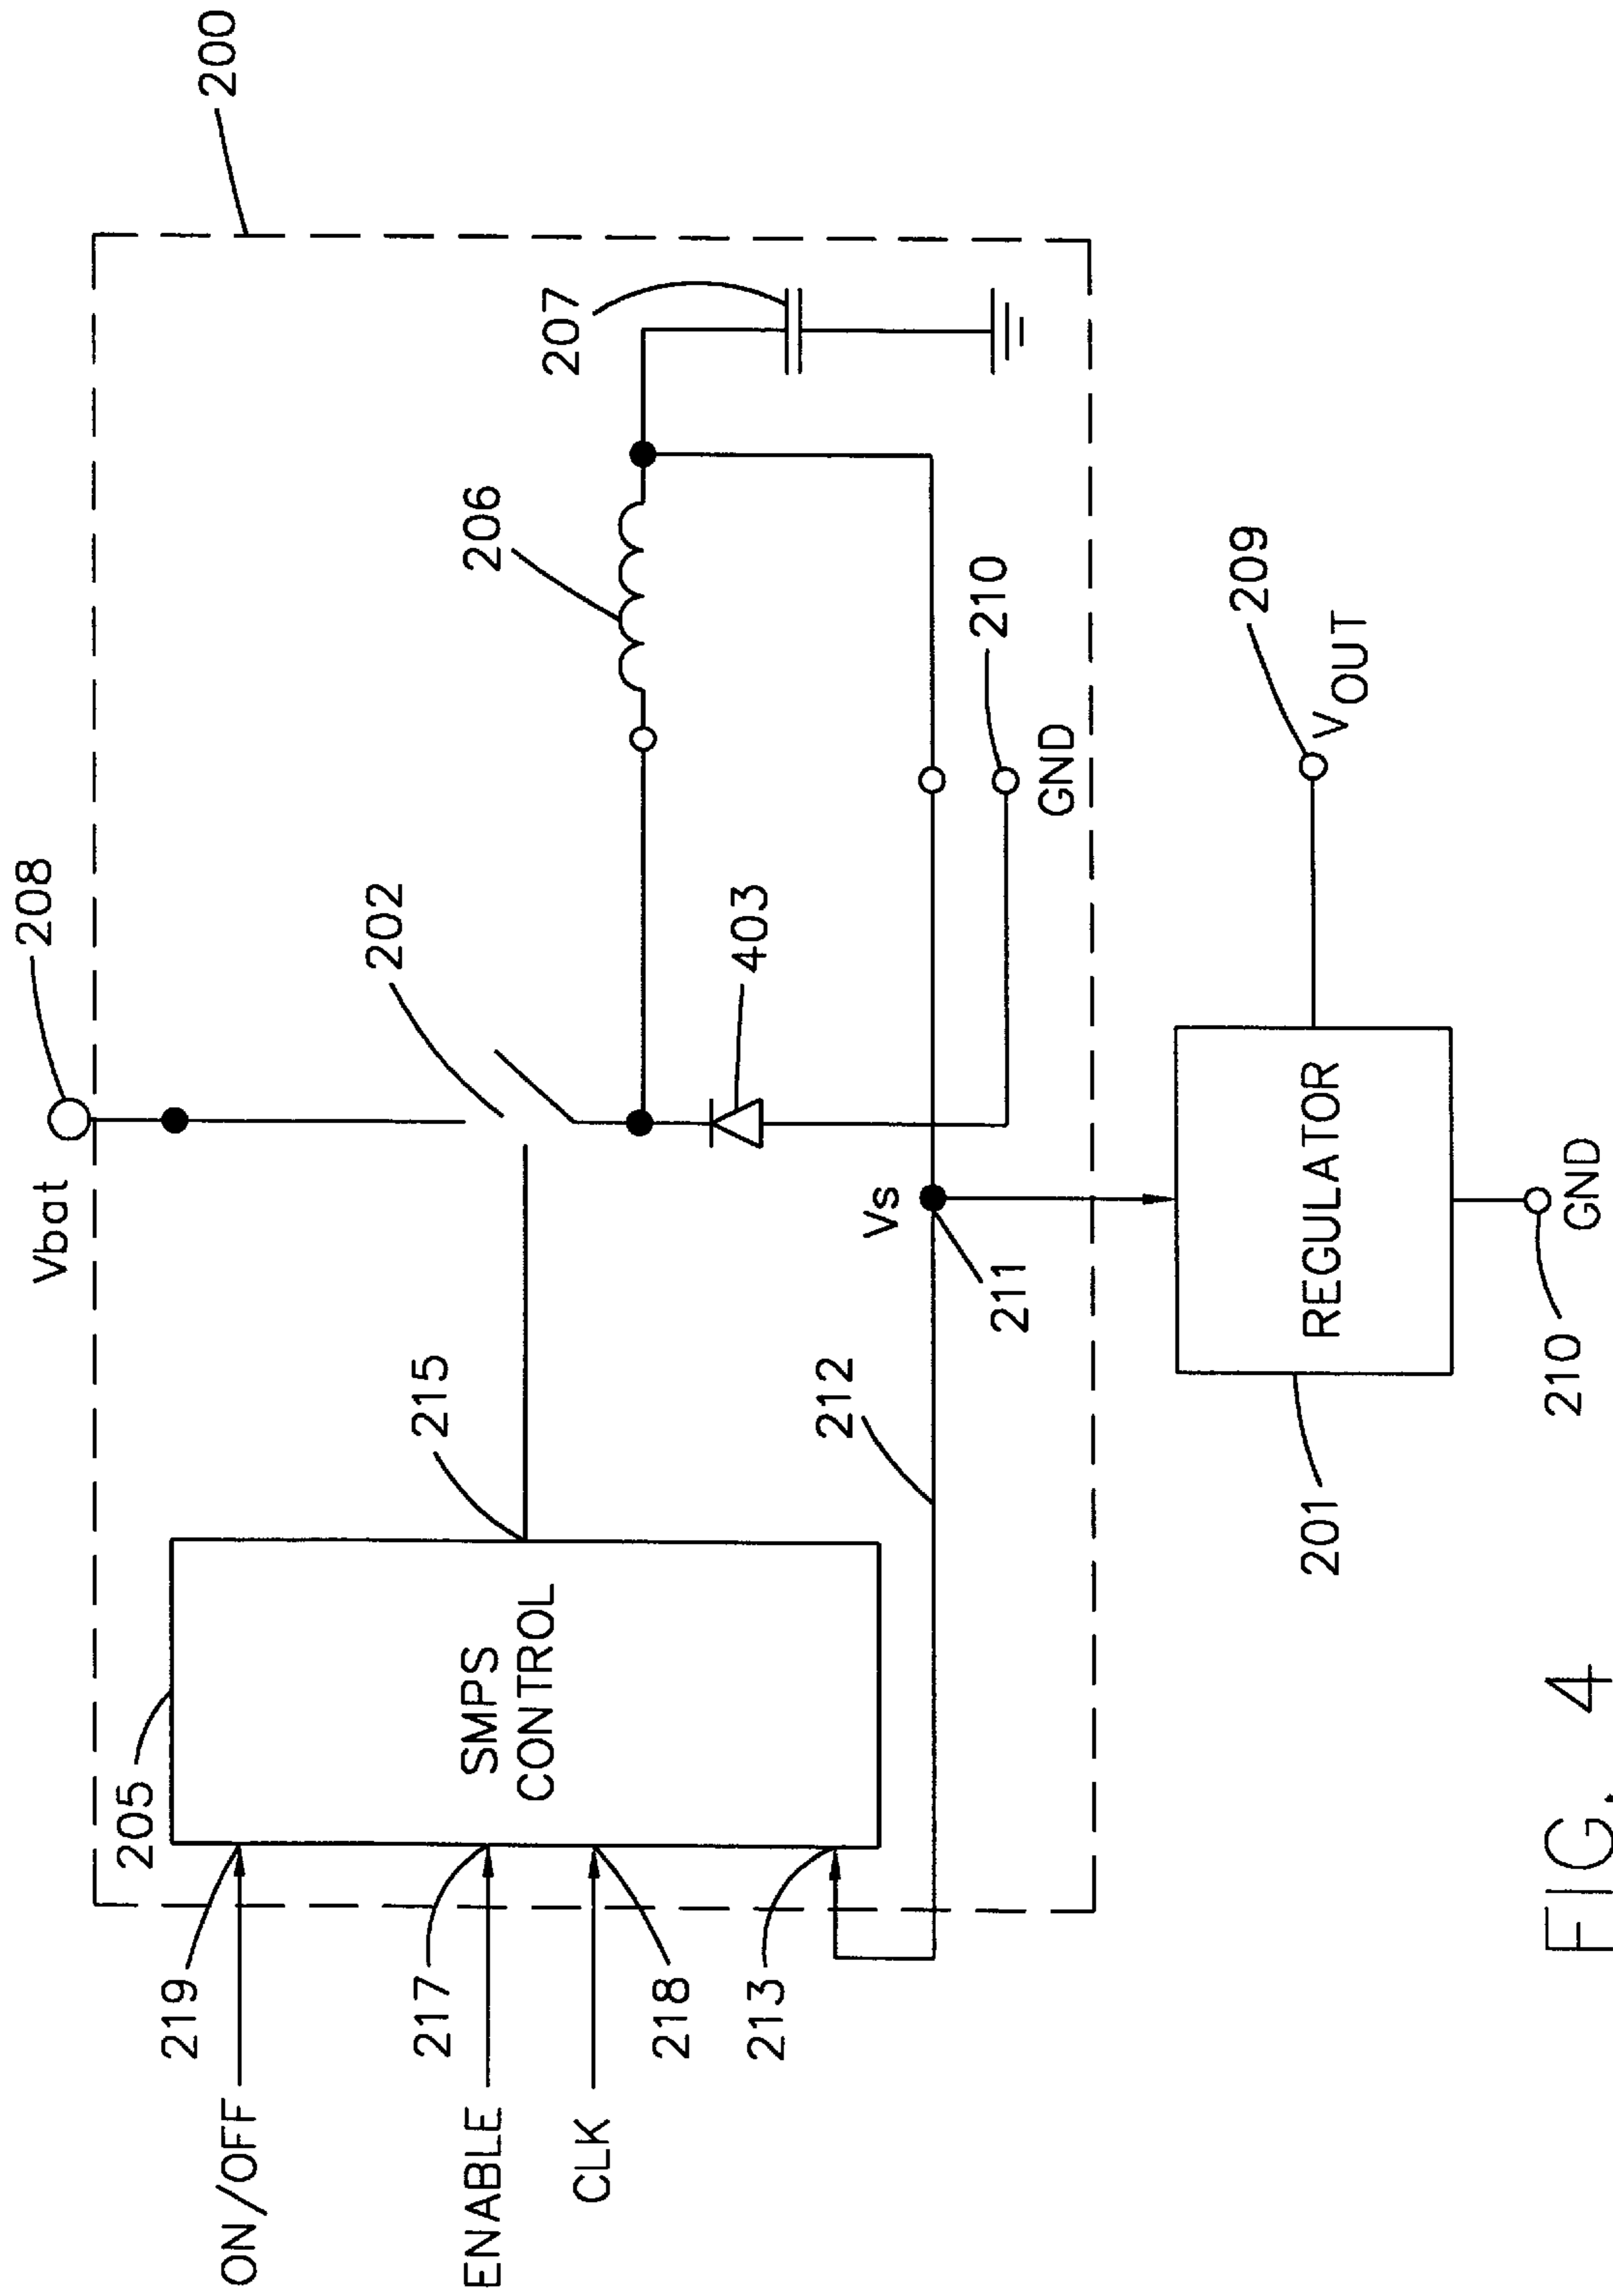 200
208
Vbat
202
206
207
403
215
205
SMPS
CONTROL
219
ON/OFF
217
ENABLE
218
CLK
213
212
Vs
211
210
GND
REGULATOR
201
209
VOUT
210
GND
FIG. 4